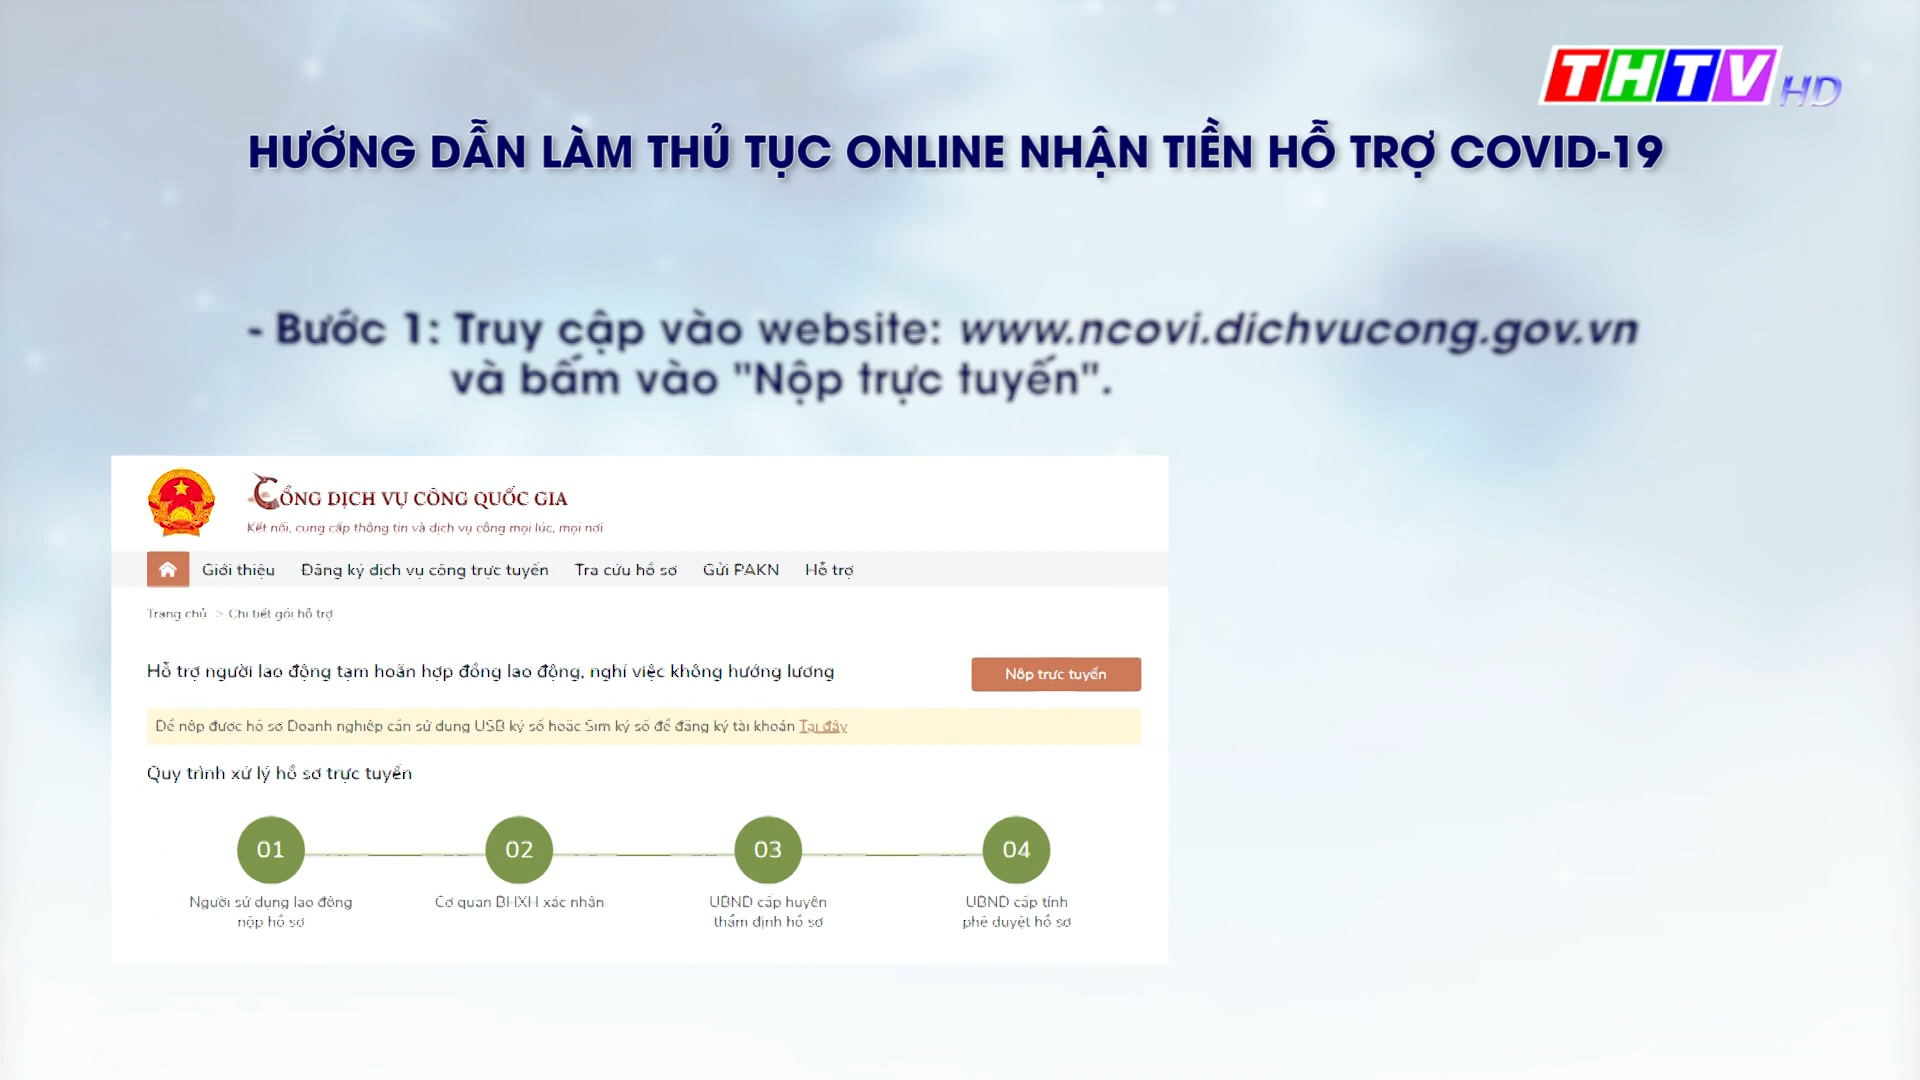 THTV HD
HƯỚNG DẪN LÀM THỦ TỤC ONLINE NHẬN TIỀN HỖ TRỢ COVID-19
- Bước 1: Truy cập vào website: www.ncovi.dichvucong.gov.vn
và bấm vào "Nộp trực tuyến".
CỔNG DỊCH VỤ CÔNG QUỐC GIA
Kết nối, cung cấp thông tin và dịch vụ công mọi lúc, mọi nơi
Giới thiệu Đăng ký dịch vụ công trực tuyến Tra cứu hồ sơ Gửi PAKN Hỗ trợ
Trang chủ > Chi tiết gói hỗ trợ
Hỗ trợ người lao động tạm hoãn hợp đồng lao động, nghỉ việc không hưởng lương
Nộp trực tuyến
Để nộp được hồ sơ Doanh nghiệp cần sử dụng USB ký số hoặc Sim ký số để đăng ký tài khoản Tại đây
Quy trình xử lý hồ sơ trực tuyến
01 02 03 04
Người sử dụng lao động Cơ quan BHXH xác nhận UBND cấp huyện UBND cấp tỉnh
nộp hồ sơ thẩm định hồ sơ phê duyệt hồ sơ